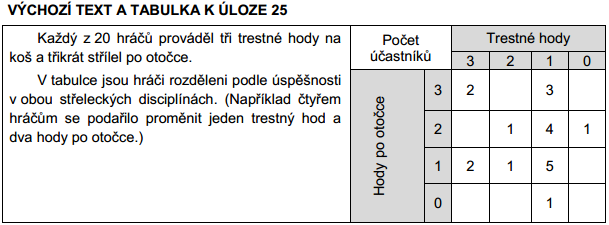 VÝCHOZÍ TEXT A TABULKA K ÚLOZE 25
Každý z 20 hráčů prováděl tři trestné hody na
koš a třikrát střílel po otočce.
V tabulce jsou hráči rozděleni podle úspěšnosti
v obou střeleckých disciplínách. (Například čtyřem
hráčům se podařilo proměnit jeden trestný hod a
dva hody po otočce.)
Počet
účastníků
Trestné hody
3 2 1 0
Hody po otočce
3 2 3
2 1 4 1
1 2 1 5
0 1